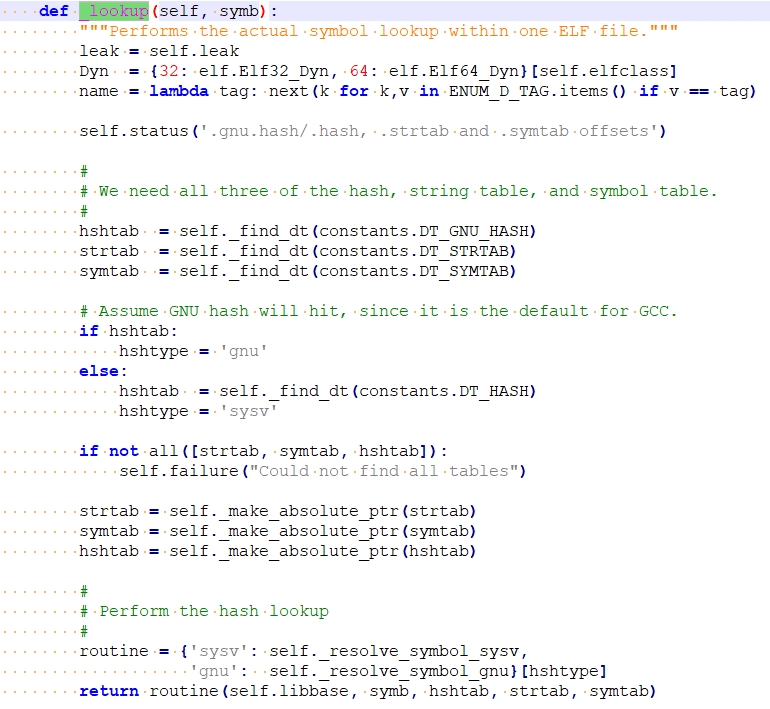 def _lookup(self, symb):
"""Performs the actual symbol lookup within one ELF file."""
leak = self.leak
Dyn  = {32: elf.Elf32_Dyn, 64: elf.Elf64_Dyn}[self.elfclass]
name = lambda tag: next(k for k,v in ENUM_D_TAG.items() if v == tag)
self.status('.gnu.hash/.hash, .strtab and .symtab offsets')
#
# We need all three of the hash, string table, and symbol table.
#
hshtab  = self._find_dt(constants.DT_GNU_HASH)
strtab  = self._find_dt(constants.DT_STRTAB)
symtab  = self._find_dt(constants.DT_SYMTAB)
# Assume GNU hash will hit, since it is the default for GCC.
if hshtab:
hshtype = 'gnu'
else:
hshtab  = self._find_dt(constants.DT_HASH)
hshtype = 'sysv'
if not all([strtab, symtab, hshtab]):
self.failure("Could not find all tables")
strtab = self._make_absolute_ptr(strtab)
symtab = self._make_absolute_ptr(symtab)
hshtab = self._make_absolute_ptr(hshtab)
#
# Perform the hash lookup
#
routine = {'sysv': self._resolve_symbol_sysv,
'gnu':  self._resolve_symbol_gnu}[hshtype]
return routine(self.libbase, symb, hshtab, strtab, symtab)